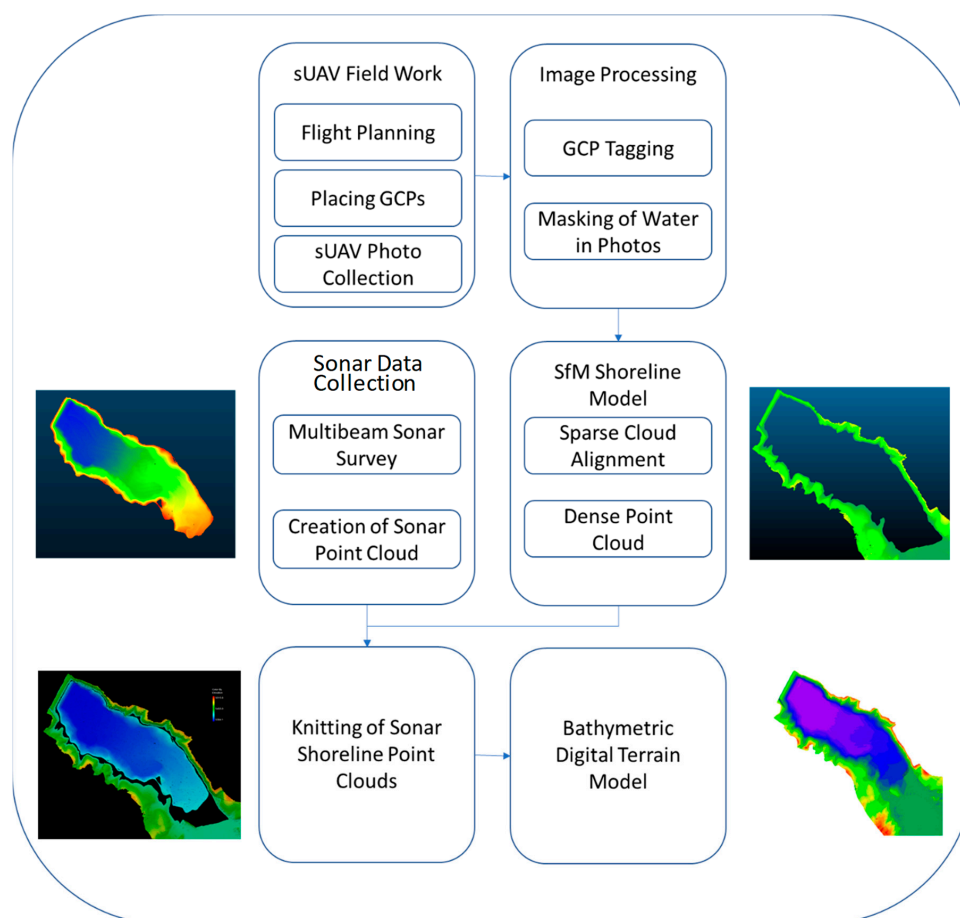 sUAV Field Work
Flight Planning
Placing GCPs
sUAV Photo
Collection
Image Processing
GCP Tagging
Masking of Water
in Photos
Sonar Data
Collection
Multibeam Sonar
Survey
Creation of Sonar
Point Cloud
SfM Shoreline
Model
Sparse Cloud
Alignment
Dense Point
Cloud
Knitting of Sonar
Shoreline Point
Clouds
Bathymetric
Digital Terrain
Model